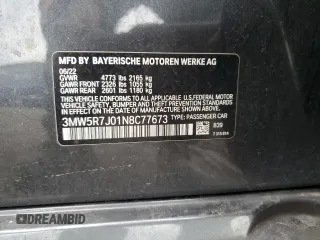 MFD BY BAYERISCHE MOTOREN WERKE AG
06/22
GVWR 4773 lbs 2165 kg
GAWR FRONT 2326 lbs 1055 kg
GAWR REAR 2601 lbs 1180 kg
THIS VEHICLE CONFORMS TO ALL APPLICABLE FEDERAL MOTOR
VEHICLE SAFETY, BUMPER, AND THEFT PREVENTION STANDARDS
IN EFFECT ON THE DATE OF MANUFACTURE SHOWN ABOVE.
3MW5R7J01N8C77673 TYPE: PASSENGER CAR
B39
AUTOBIDMASTER